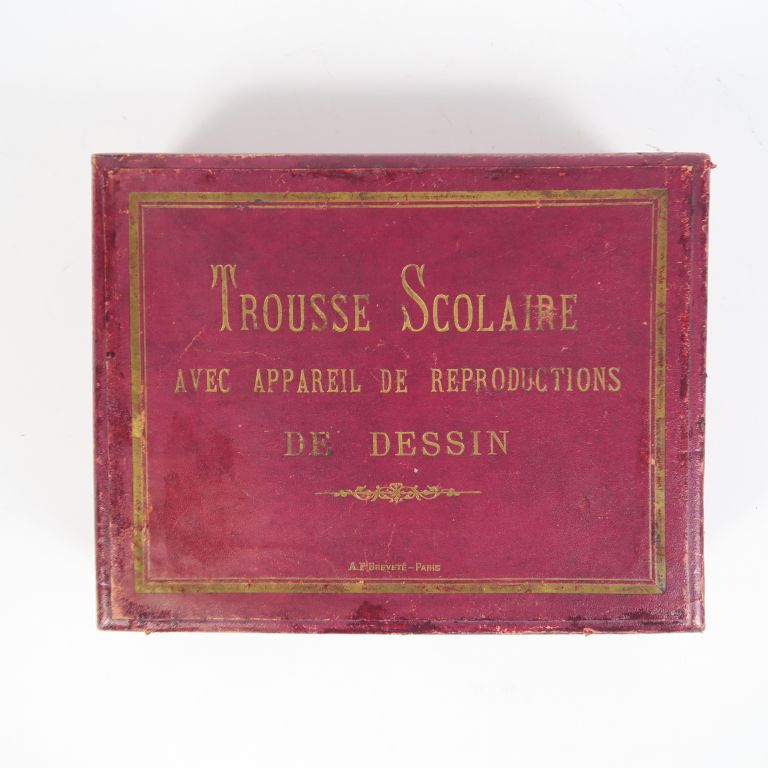 TROUSSE SCOLAIRE
AVEC APPAREIL DE REPRODUCTIONS
DE DESSIN
A.P. BREVETÉ – PARIS